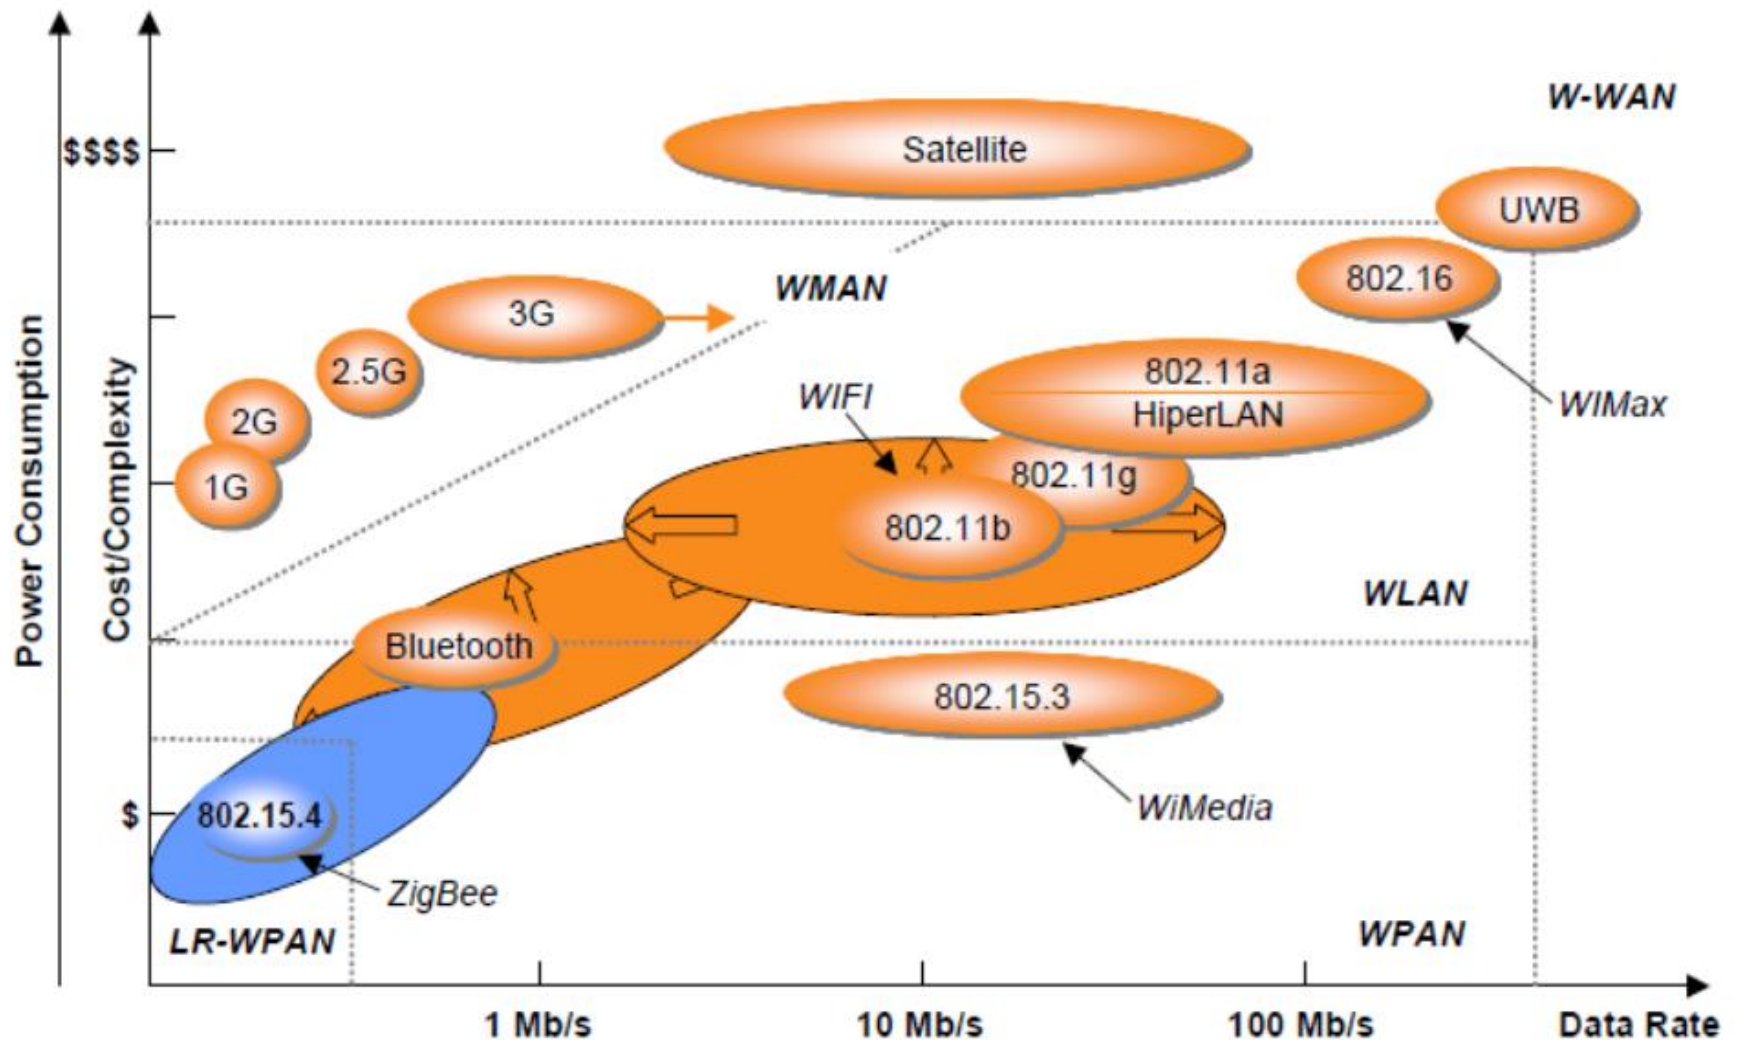 W-WAN
$$$$
Satellite
UWB
802.16
WMAN
3G
2.5G
802.11a
HiperLAN
WIFI
WIMax
2G
1G
802.11g
802.11b
WLAN
Bluetooth
802.15.3
WiMedia
$
802.15.4
ZigBee
LR-WPAN
WPAN
Power Consumption
Cost/Complexity
1 Mb/s
10 Mb/s
100 Mb/s
Data Rate